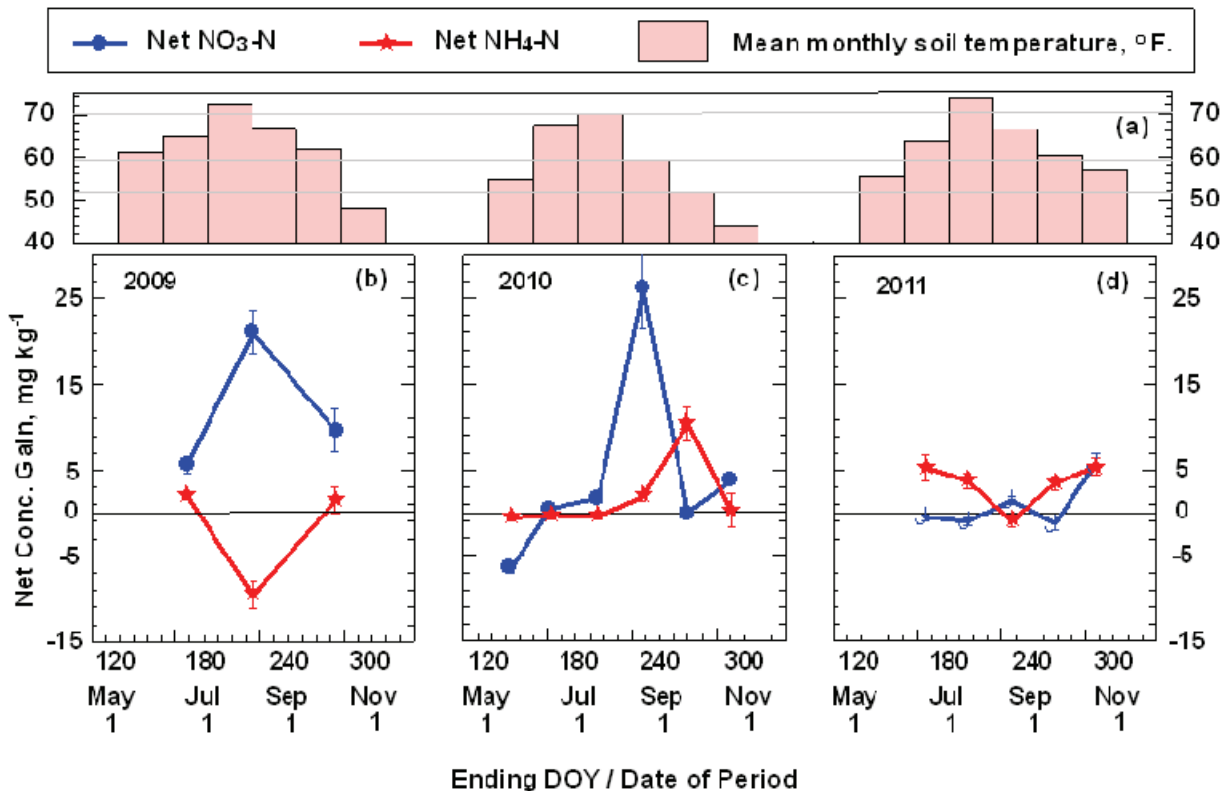 Net NO3-N Net NH4-N Mean monthly soil temperature, °F.
70 (a) 70
60 60
50 50
40 40
2009 (b) 2010 (c) 2011 (d)
25 25
15 15
5 5
0 0
-5 -5
-15 -15
Net Conc. Gain, mg kg-1
120 180 240 300 120 180 240 300 120 180 240 300
May Jul Sep Nov May Jul Sep Nov May Jul Sep Nov
1 1 1 1 1 1 1 1 1 1 1 1
Ending DOY / Date of Period